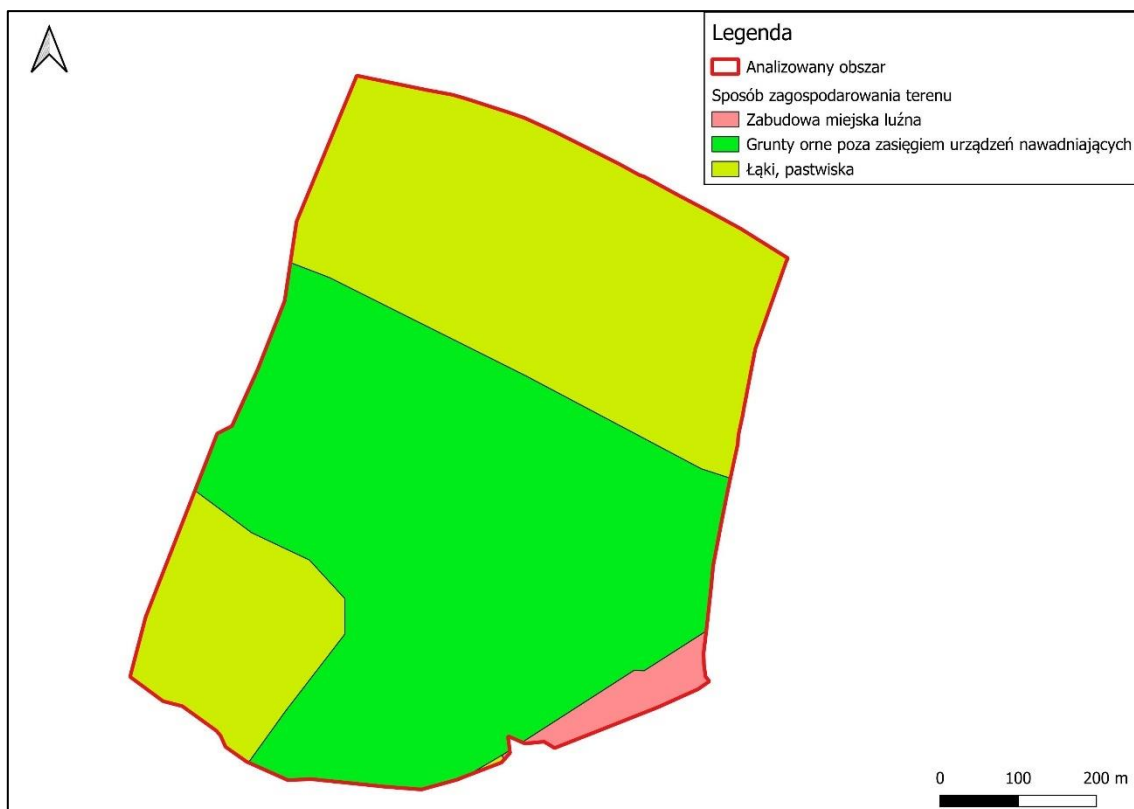 Legenda
Analizowany obszar
Sposób zagospodarowania terenu
Zabudowa miejska luźna
Grunty orne poza zasięgiem urządzeń nawadniających
Łąki, pastwiska
0 100 200 m